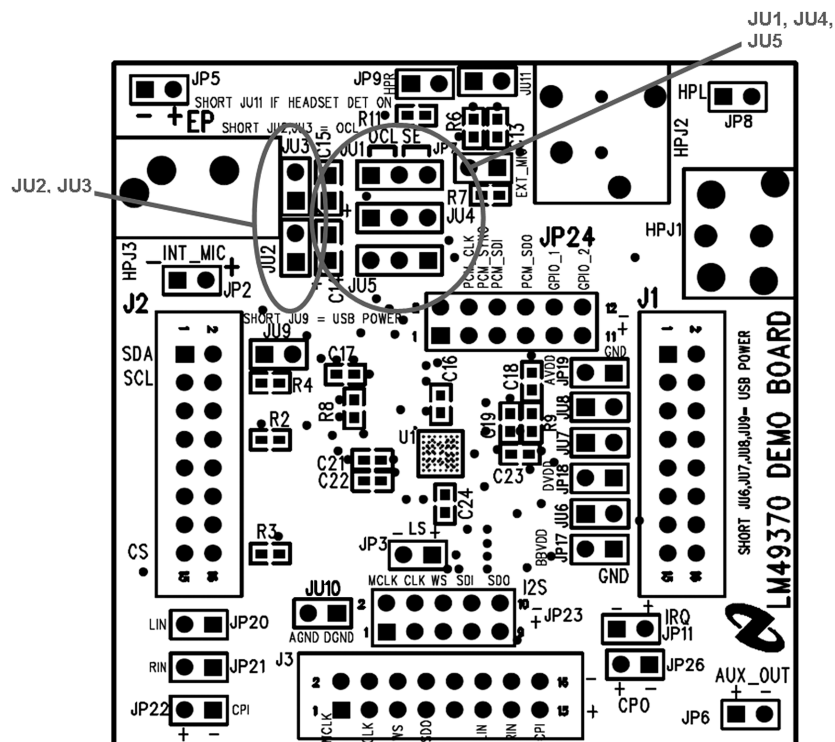 JU1, JU4,
JU5
JU2, JU3
JP5
- +
EP
SHORT JU11 IF HEADSET DET ON
SHORT JU2,JU3 = OCL
JP9
HPR
JU11
HPL
JP8
HPJ2
R11
R6
C15
OCL SE
JU3
JU1
R7
EXT_MIC
JU4
JU2
JU5
C14
HPJ1
HPJ3
- INT_MIC +
JP2
JP24
PCM_CLK
PCM_SYNC
PCM_SDI
PCM_SDO
GPIO_1
GPIO_2
12 -
+
1
11
GND
J2
J1
SHORT JU9 = USB POWER
1 2
1 2
JU9
SDA
SCL
C17
R4
C16
C18
AVDD
JP19
R8
JU8
C19
R9
R2
U1
JU7
C21
C22
C23
DVDD
JP18
C24
JU6
R3
CS
JP3
- LS +
BBVDD
JP17
GND
15 16
15 16
SHORT JU6,JU7,JU8,JU9= USB POWER
LM49370 DEMO BOARD
JU10
AGND DGND
MCLK CLK WS SDI SDO
I2S
2
10 -
+
JP23
1
9
LIN
JP20
RIN
JP21
JP22
CPI
+ -
- +
IRQ
JP11
JP26
+ -
CPO
AUX_OUT
+ -
JP6
J3
2
-
1
15 +
MCLK
CLK
WS
SDO
LIN
RIN
CPI